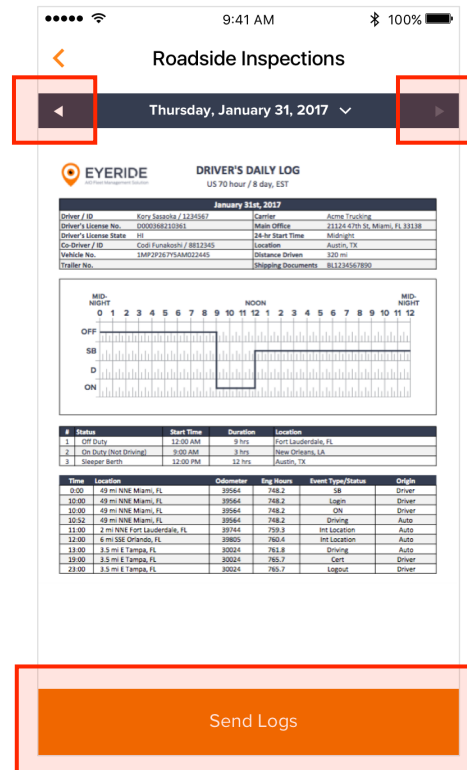 9:41 AM
100%
Roadside Inspections
Thursday, January 31, 2017
EYERIDE
DRIVER'S DAILY LOG
US 70 hour / 8 day, EST
January 31st, 2017
Driver / ID Kory Sasaoka / 1234567 Carrier Acme Trucking
Driver's License No. D000368210361 Main Office 21124 47th St, Miami, FL 33138
Driver's License State HI 24-hr Start Time Midnight
Co-Driver / ID Codi Funakoshi / 8812345 Location Austin, TX
Vehicle No. 1MP2P267Y5AM022445 Distance Driven 320 mi
Trailer No. Shipping Documents BL1234567890
MID-
NIGHT NOON MID-
NIGHT
0 1 2 3 4 5 6 7 8 9 10 11 12 1 2 3 4 5 6 7 8 9 10 11 12
OFF
SB
D
ON
# Status Start Time Duration Location
1 Off Duty 12:00 AM 9 hrs Fort Lauderdale, FL
2 On Duty (Not Driving) 9:00 AM 3 hrs New Orleans, LA
3 Sleeper Berth 12:00 PM 12 hrs Austin, TX
Time Location Odometer Eng Hours Event Type/Status Origin
0:00 49 mi NNE Miami, FL 39564 748.2 SB Driver
10:00 49 mi NNE Miami, FL 39564 748.2 Login Driver
10:00 49 mi NNE Miami, FL 39564 748.2 ON Driver
10:52 49 mi NNE Miami, FL 39564 748.2 Driving Auto
11:00 2 mi NNE Fort Lauderdale, FL 39744 759.3 Int Location Auto
12:00 6 mi SSE Orlando, FL 39805 760.4 Int Location Auto
13:00 3.5 mi E Tampa, FL 30024 761.8 Driving Auto
19:00 3.5 mi E Tampa, FL 30024 765.7 Cert Driver
23:00 3.5 mi E Tampa, FL 30024 765.7 Logout Driver
Send Logs